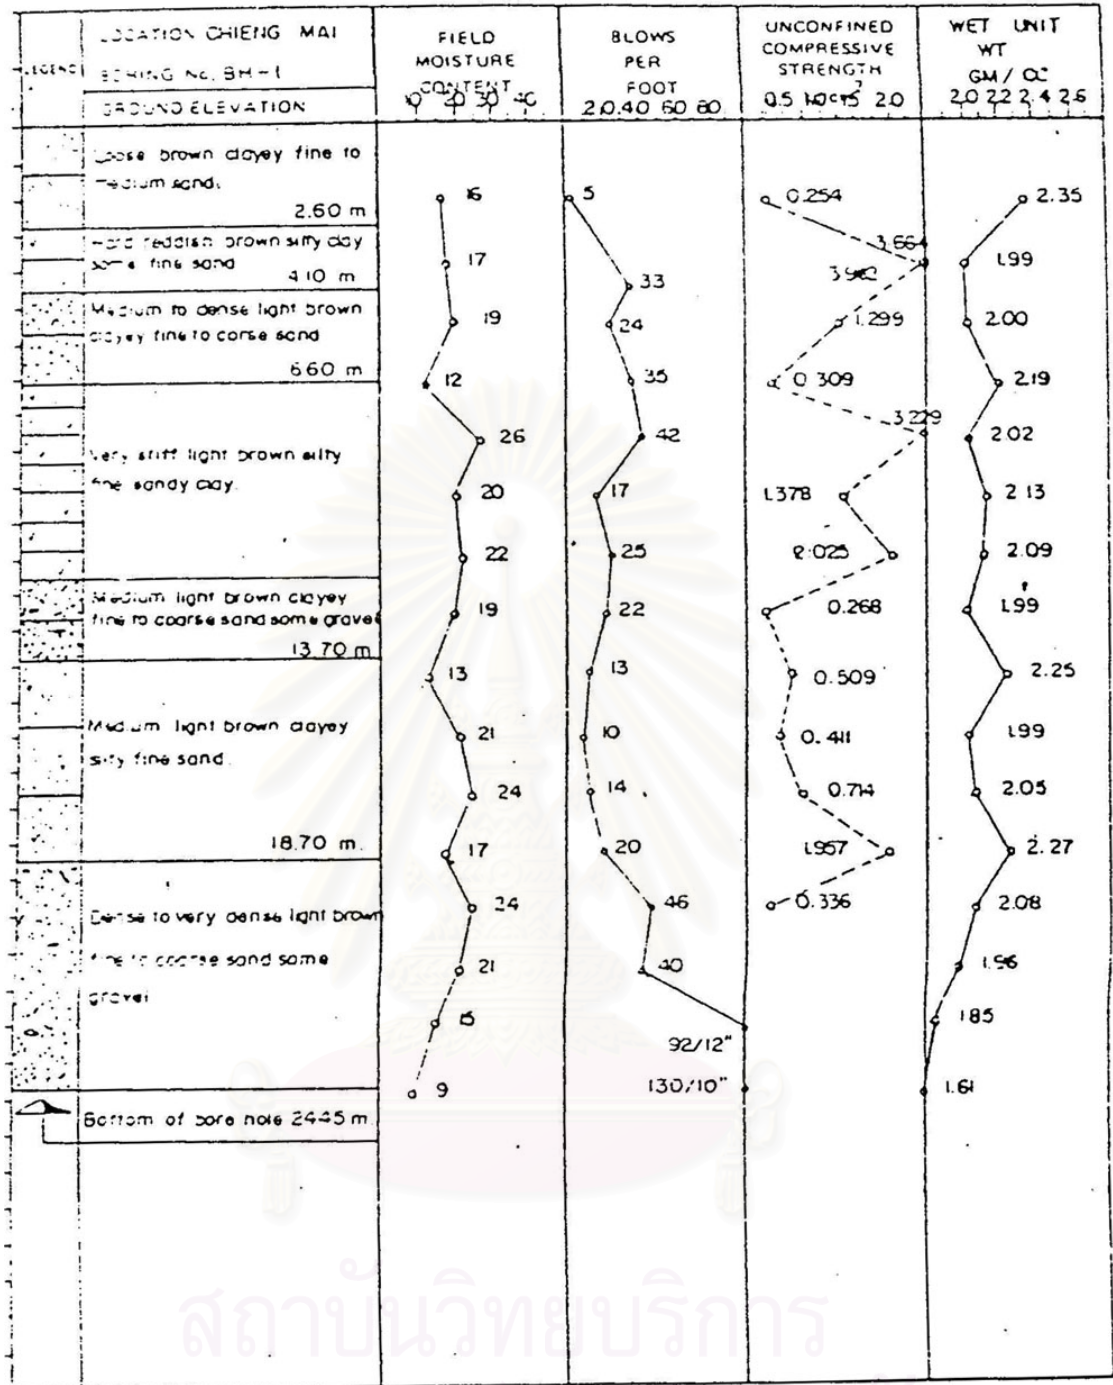 LEGEND
LOCATION CHIENG MAI
BORING No. BH-1
GROUND ELEVATION
FIELD
MOISTURE
CONTENT
10 20 30 40
BLOWS
PER
FOOT
20 40 60 80
UNCONFINED
COMPRESSIVE
STRENGTH
0.5 1.0 1.5 2.0
WET UNIT
WT
GM/CC
2.0 2.2 2.4 2.6
Loose brown clayey fine to
medium sand.
2.60 m
16
5
0.254
2.35
Hard reddish brown silty clay
some fine sand
4.10 m
17
33
3.664
1.99
Medium to dense light brown
clayey fine to corse sand
6.60 m
19
24
1.299
2.00
12
35
0.309
2.19
Very stiff light brown silty
fine sandy clay.
26
42
3.229
2.02
20
17
1.378
2.13
22
25
2.025
2.09
Medium light brown clayey
fine to coarse sand some gravel
13.70 m
19
22
0.268
1.99
13
13
0.509
2.25
Medium light brown clayey
silty fine sand.
18.70 m.
21
10
0.411
1.99
24
14
0.714
2.05
17
20
1.957
2.27
Dense to very dense light brown
fine to coarse sand some
gravel
24
46
0.336
2.08
21
40
1.96
15
92/12"
1.85
9
130/10"
1.61
Bottom of bore hole 24.45 m.
สถาบันวิทยบริการ